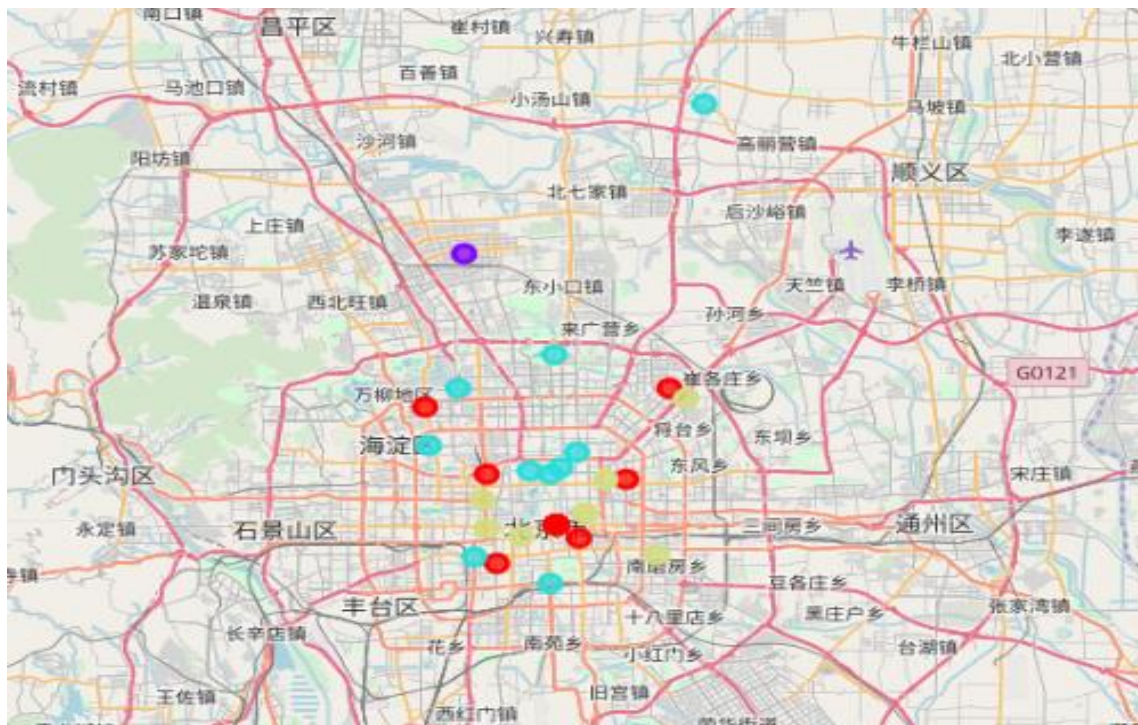 南口镇
昌平区
崔村镇
兴寿镇
牛栏山镇
北小营镇
流村镇
马池口镇
百善镇
小汤山镇
马坡镇
沙河镇
高丽营镇
阳坊镇
顺义区
北七家镇
后沙峪镇
上庄镇
李遂镇
苏家坨镇
天竺镇
李桥镇
温泉镇
西北旺镇
东小口镇
孙河乡
来广营乡
G0121
崔各庄乡
万柳地区
海淀区
将台乡
东坝乡
门头沟区
东风乡
宋庄镇
永定镇
石景山区
三间房乡
通州区
南磨房乡
豆各庄乡
丰台区
十八里店乡
黑庄户乡
张家湾镇
长辛店镇
花乡
南苑乡
小红门乡
台湖镇
王佐镇
旧宫镇
西红门镇
荣华街道